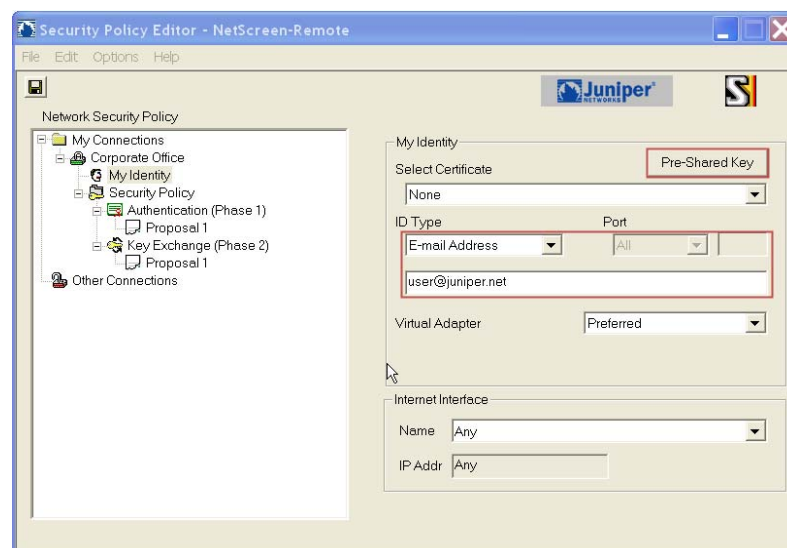 Security Policy Editor - NetScreen-Remote
File Edit Options Help
Juniper
NETWORKS
S
Network Security Policy
My Connections
Corporate Office
My Identity
Security Policy
Authentication (Phase 1)
Proposal 1
Key Exchange (Phase 2)
Proposal 1
Other Connections
My Identity
Select Certificate
Pre-Shared Key
None
ID Type
Port
E-mail Address
All
user@juniper.net
Virtual Adapter
Preferred
Internet Interface
Name
Any
IP Addr
Any